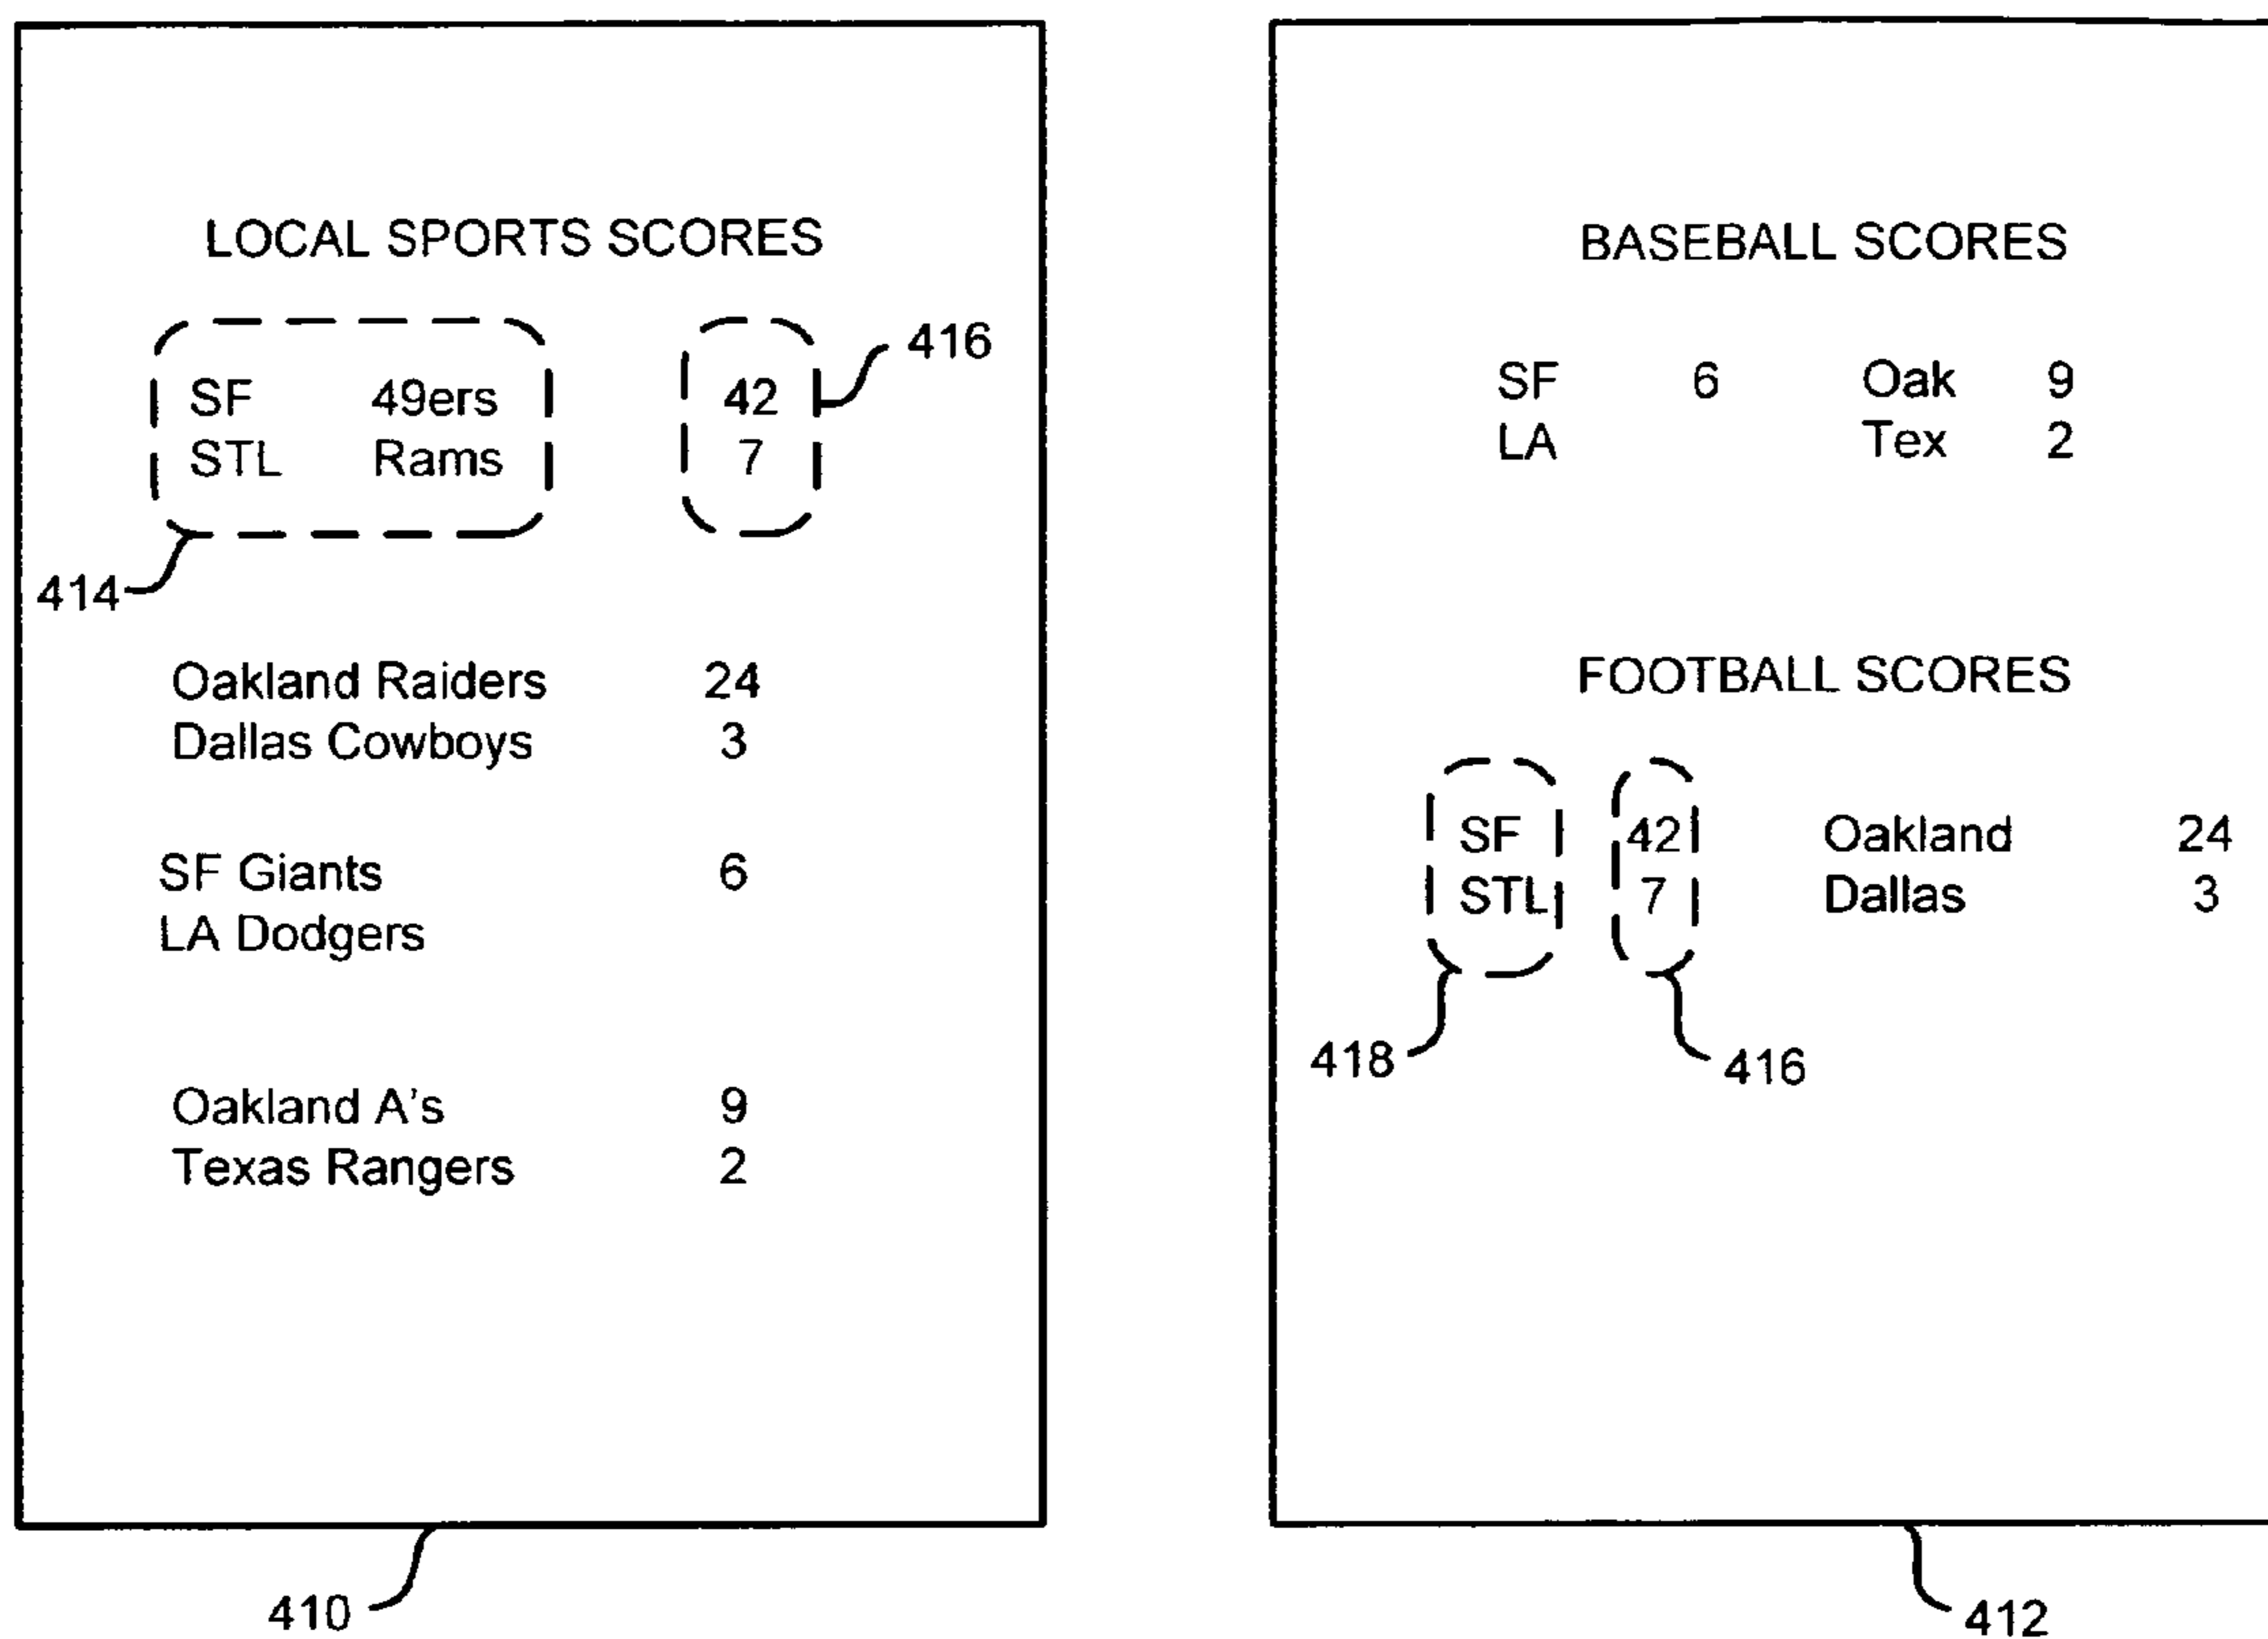 LOCAL SPORTS SCORES
416
SF 49ers 42
STL Rams 7
414
Oakland Raiders 24
Dallas Cowboys 3
SF Giants 6
LA Dodgers
Oakland A's 9
Texas Rangers 2
410
BASEBALL SCORES
SF 6 Oak 9
LA Tex 2
FOOTBALL SCORES
SF 42 Oakland 24
STL 7 Dallas 3
418 416
412